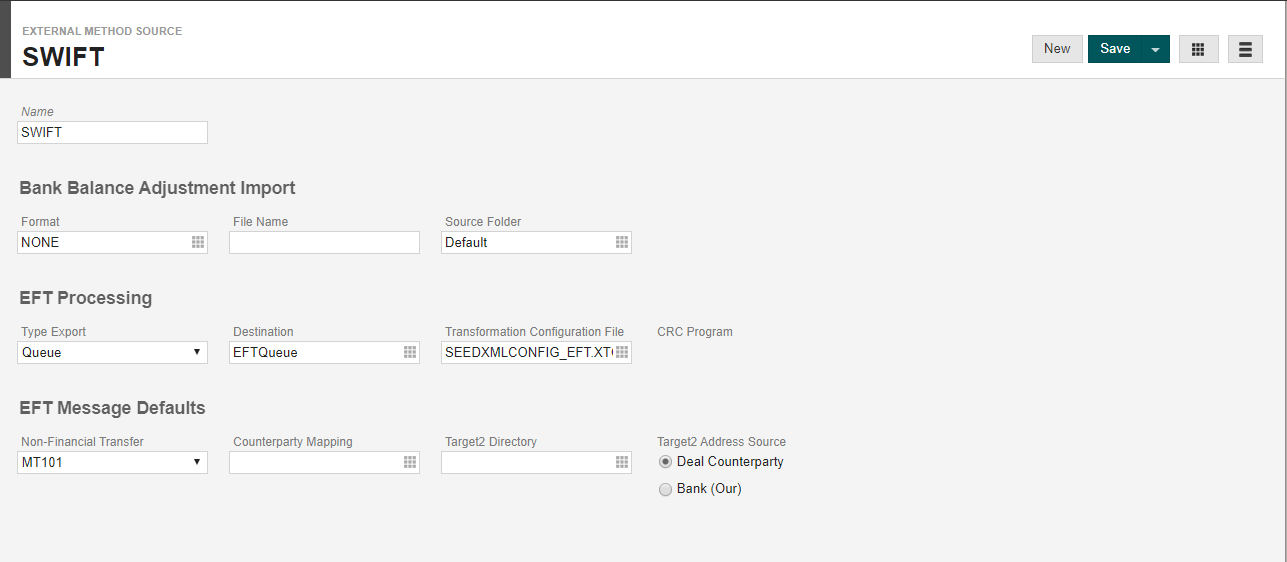 EXTERNAL METHOD SOURCE
SWIFT
New Save
Name
SWIFT
Bank Balance Adjustment Import
Format File Name Source Folder
NONE Default
EFT Processing
Type Export Destination Transformation Configuration File CRC Program
Queue EFTQueue SEEDXMLCONFIG_EFT.XT
EFT Message Defaults
Non-Financial Transfer Counterparty Mapping Target2 Directory Target2 Address Source
MT101 Deal Counterparty
Bank (Our)